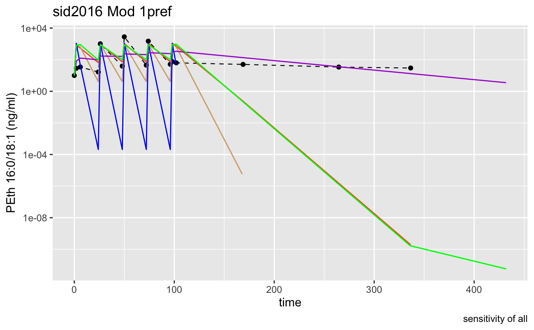 sid2016 Mod 1pref
PEth 16:0/18:1 (ng/ml)
1e+04
1e+00
1e-04
1e-08
0
100
200
300
400
time
sensitivity of all